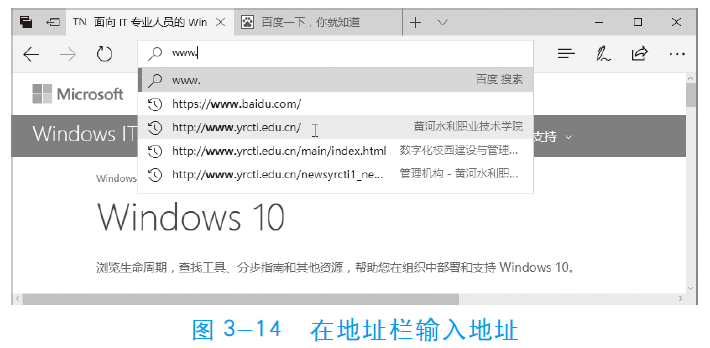 TN 面向 IT 专业人员的 Win
百度一下，你就知道
www.
www. 百度 搜索
https://www.baidu.com/
http://www.yrcti.edu.cn/ 黄河水利职业技术学院
http://www.yrcti.edu.cn/main/index.html 数字化校园建设与管理...
http://www.yrcti.edu.cn/newsyrcti1_ne... 管理机构 - 黄河水利职...
Microsoft
Windows IT
支持
Windows
Windows 10
浏览生命周期，查找工具、分步指南和其他资源，帮助您在组织中部署和支持 Windows 10。
图 3-14 在地址栏输入地址